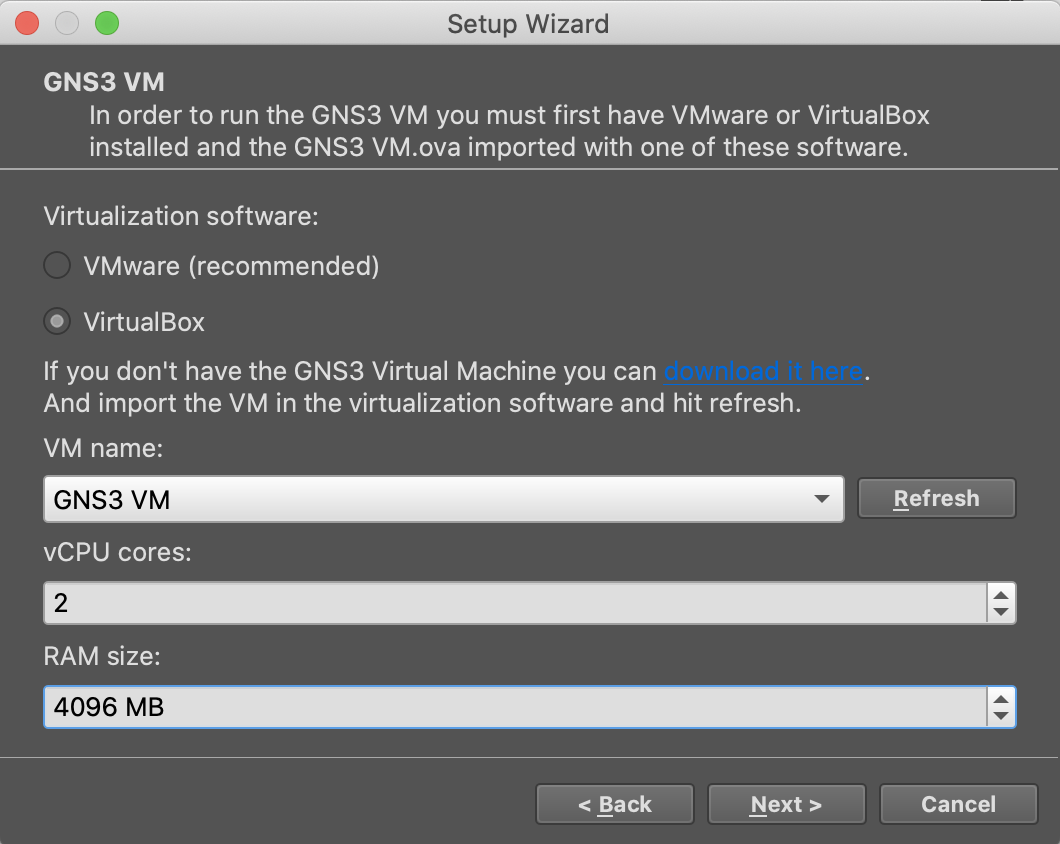 Setup Wizard
GNS3 VM
In order to run the GNS3 VM you must first have VMware or VirtualBox
installed and the GNS3 VM.ova imported with one of these software.
Virtualization software:
VMware (recommended)
VirtualBox
If you don't have the GNS3 Virtual Machine you can download it here.
And import the VM in the virtualization software and hit refresh.
VM name:
GNS3 VM
Refresh
vCPU cores:
2
RAM size:
4096 MB
< Back
Next >
Cancel